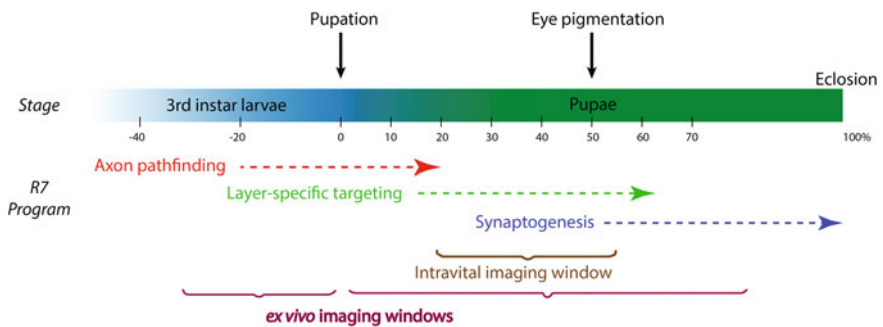 Pupation
Eye pigmentation
Eclosion
Stage
3rd instar larvae
Pupae
-40 -20 0 10 20 30 40 50 60 70 100%
Axon pathfinding
R7
Program
Layer-specific targeting
Synaptogenesis
Intravital imaging window
ex vivo imaging windows